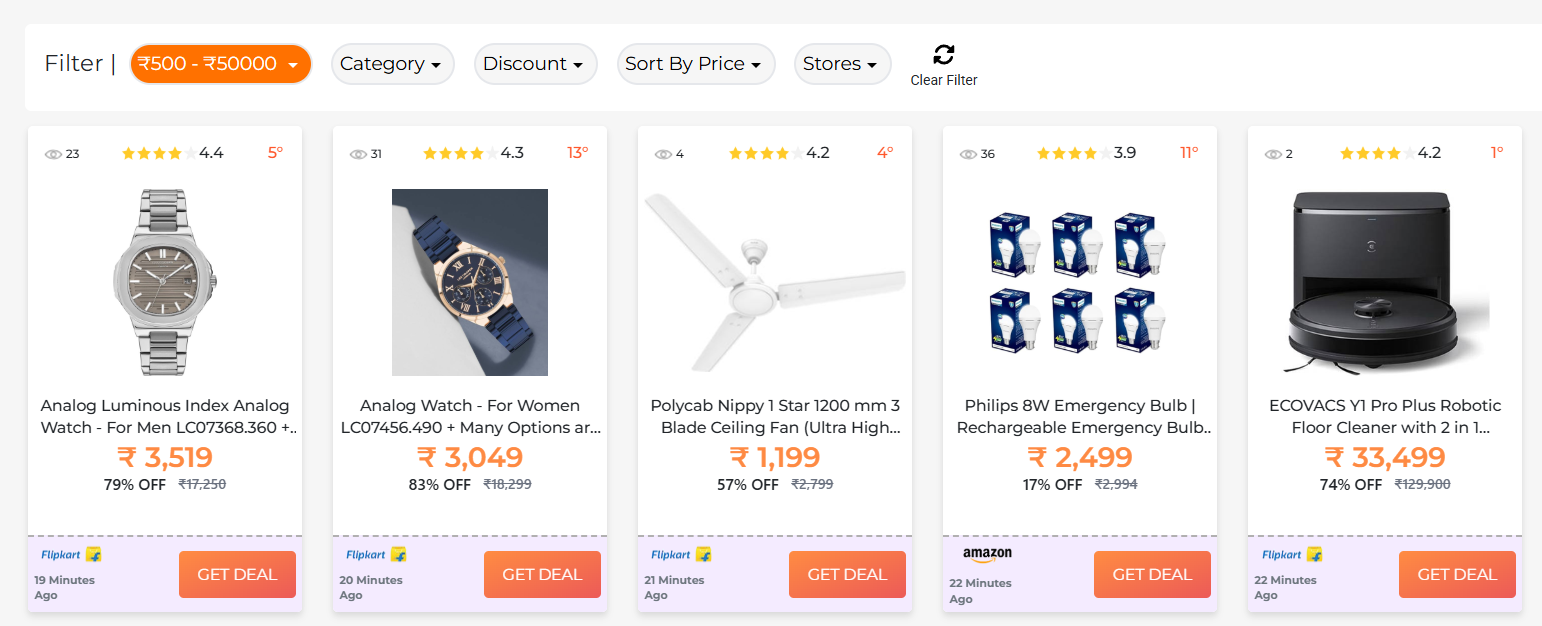 Filter | ₹500 - ₹50000 Category Discount Sort By Price Stores Clear Filter
23 4.4 5°
Analog Luminous Index Analog
Watch - For Men LC07368.360 +..
₹ 3,519
79% OFF ₹17,250
Flipkart
19 Minutes
Ago
GET DEAL
31 4.3 13°
Analog Watch - For Women
LC07456.490 + Many Options ar...
₹ 3,049
83% OFF ₹18,299
Flipkart
20 Minutes
Ago
GET DEAL
4 4.2 4°
Polycab Nippy 1 Star 1200 mm 3
Blade Ceiling Fan (Ultra High...
₹ 1,199
57% OFF ₹2,799
Flipkart
21 Minutes
Ago
GET DEAL
36 3.9 11°
Philips 8W Emergency Bulb |
Rechargeable Emergency Bulb..
₹ 2,499
17% OFF ₹2,994
amazon
22 Minutes
Ago
GET DEAL
2 4.2 1°
ECOVACS Y1 Pro Plus Robotic
Floor Cleaner with 2 in 1...
₹ 33,499
74% OFF ₹129,900
Flipkart
22 Minutes
Ago
GET DEAL